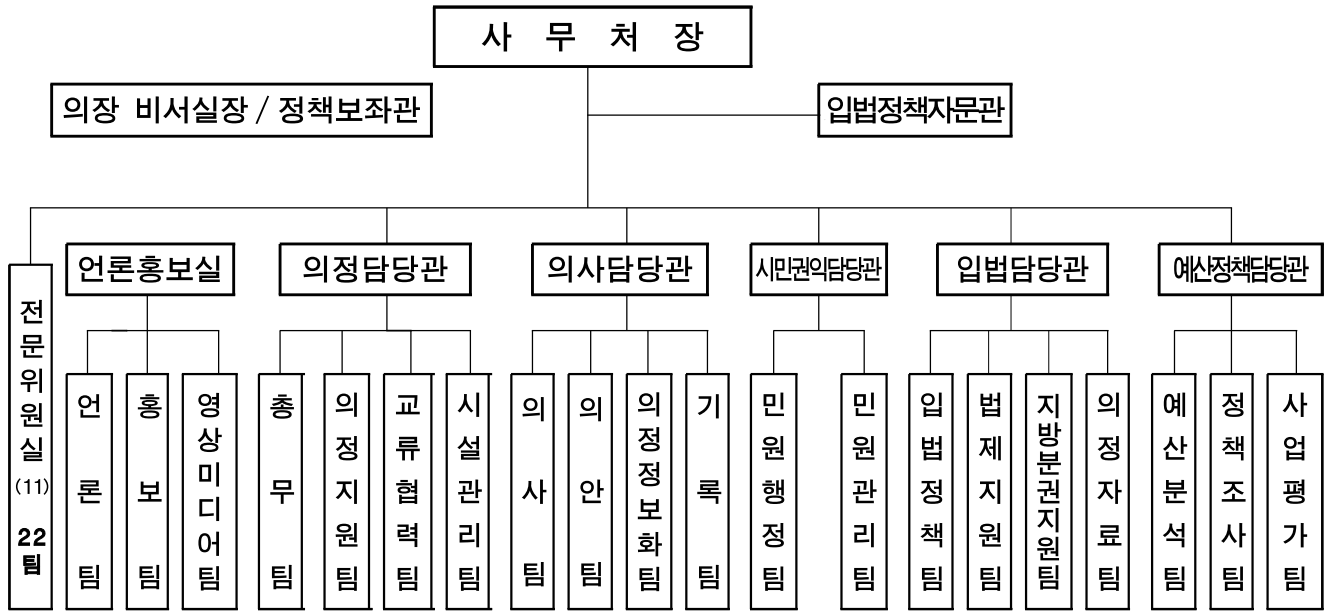 사 무 처 장
의장 비서실장 / 정책보좌관
입법정책자문관
언론홍보실
의정담당관
의사담당관
시민권익담당관
입법담당관
예산정책담당관
전문위원실
(11)
22
팀
언론팀
홍보팀
영상미디어팀
총무팀
의정지원팀
교류협력팀
시설관리팀
의사팀
의안팀
의정정보화팀
기록팀
민원행정팀
민원관리팀
입법정책팀
법제지원팀
지방분권지원팀
의정자료팀
예산분석팀
정책조사팀
사업평가팀